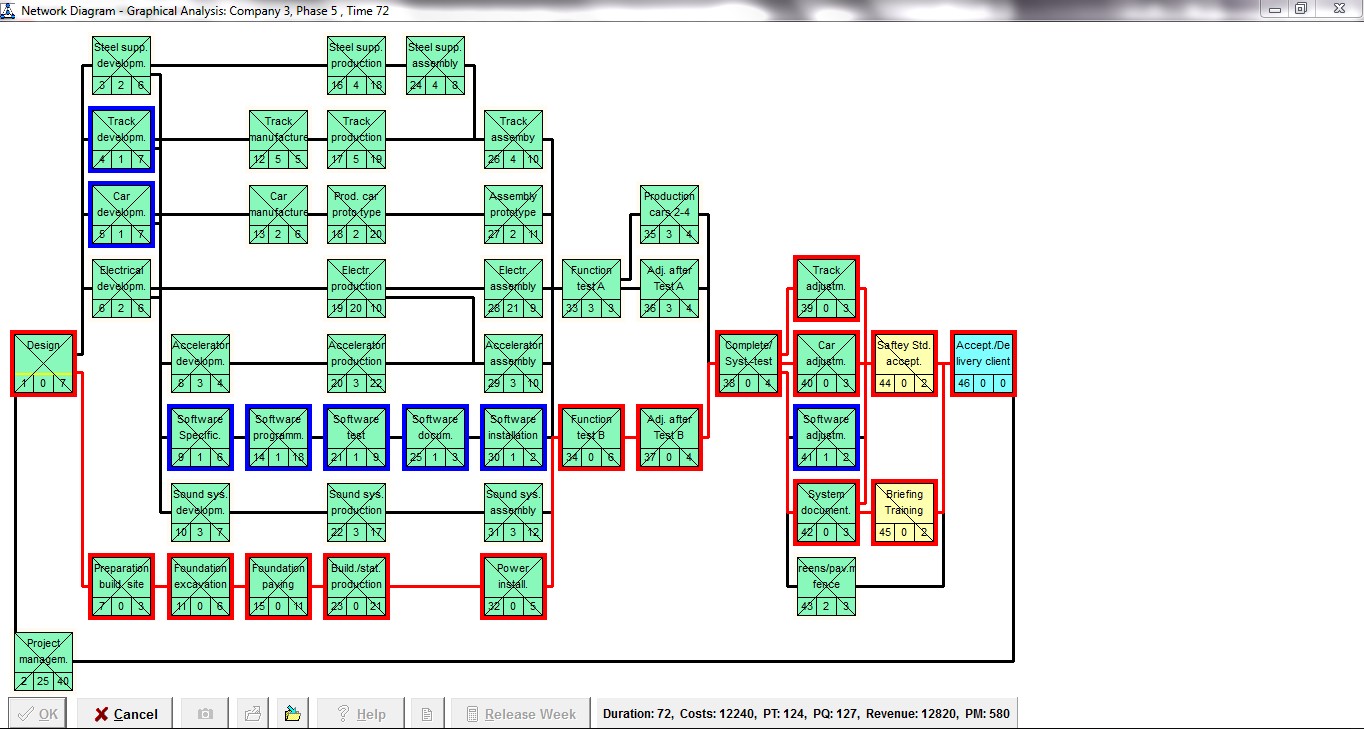 Network Diagram - Graphical Analysis: Company 3, Phase 5 , Time 72
Steel supp.
developm.
3 2 6
Steel supp.
production
16 4 18
Steel supp.
assembly
24 4 8
Track
developm.
4 1 7
Track
manufacture
12 5 5
Track
production
17 5 19
Track
assemby
26 4 10
Car
developm.
5 1 7
Car
manufacture
13 2 6
Prod. car
proto.type
18 2 20
Assembly
prototype
27 2 11
Production
cars 2-4
35 3 4
Electrical
developm.
6 2 6
Electr.
production
19 20 10
Electr.
assembly
28 21 9
Function
test A
33 3 3
Adj. after
Test A
36 3 4
Track
adjustm.
39 0 3
Design
1 0 7
Accelerator
developm.
8 3 4
Accelerator
production
20 3 22
Accelerator
assembly
29 3 10
Complete/
Syst.-test
38 0 4
Car
adjustm.
40 0 3
Saftey Std.
accept.
44 0 2
Accept./De
livery client
46 0 0
Software
Specific.
9 1 6
Software
programm.
14 1 18
Software
test
21 1 9
Software
docum.
25 1 3
Software
installation
30 1 2
Function
test B
34 0 6
Adj. after
Test B
37 0 4
Software
adjustm.
41 1 2
Sound sys.
developm.
10 3 7
Sound sys.
production
22 3 17
Sound sys.
assembly
31 3 12
System
document.
42 0 3
Briefing
Training
45 0 2
Preparation
build. site
7 0 3
Foundation
excavation
11 0 6
Foundation
paving
15 0 11
Build./stat.
production
23 0 21
Power
install.
32 0 5
reens/pav.m
fence
43 2 3
Project
managem.
2 25 40
OK
Cancel
Help
Release Week
Duration: 72, Costs: 12240, PT: 124, PQ: 127, Revenue: 12820, PM: 580